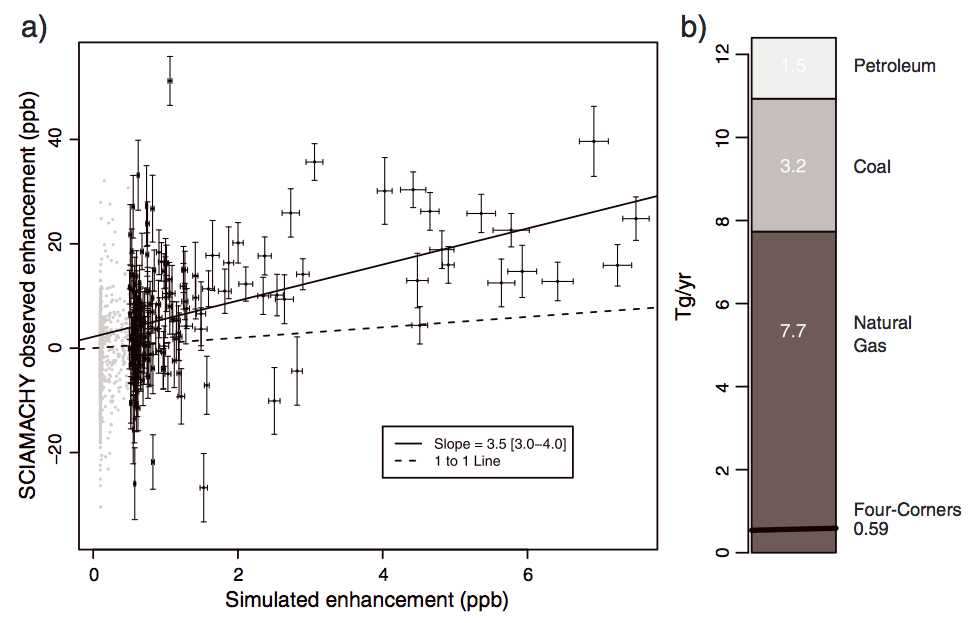 a)
SCIAMACHY observed enhancement (ppb)
40
20
0
-20
0
2
4
6
Simulated enhancement (ppb)
Slope = 3.5 [3.0−4.0]
1 to 1 Line
b)
Tg/yr
12
10
8
6
4
2
0
1.5
Petroleum
3.2
Coal
7.7
Natural
Gas
Four-Corners
0.59